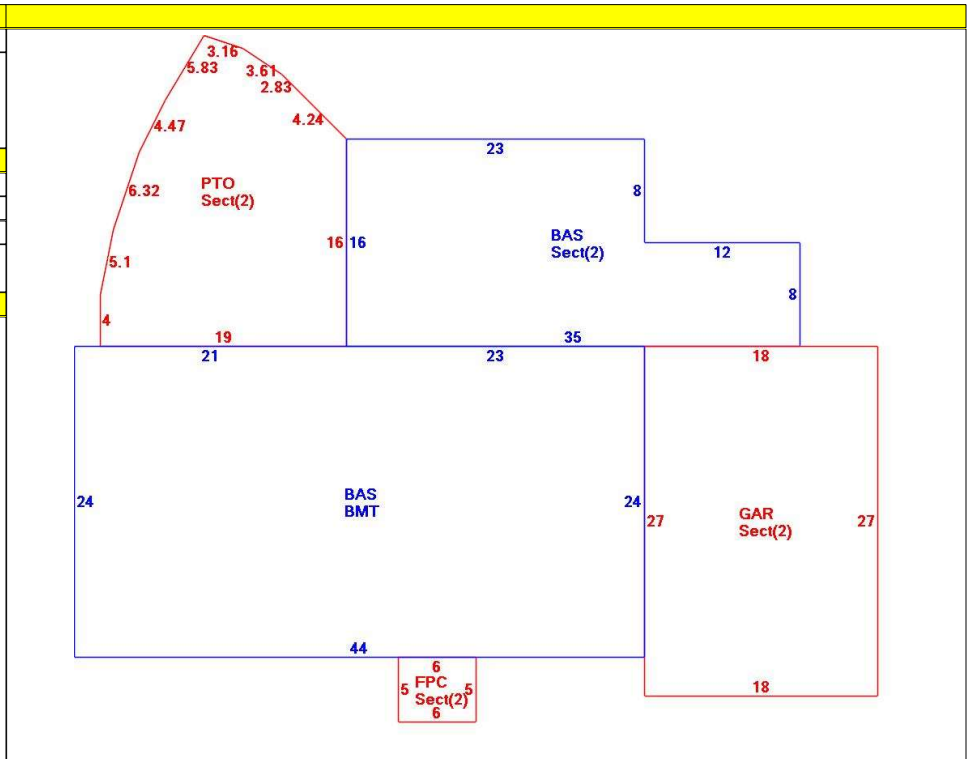 3.16
5.83
3.61
2.83
4.47
4.24
23
PTO
Sect(2)
6.32
8
16 16
BAS
Sect(2)
12
5.1
8
4
19
35
21
23
18
24
BAS
BMT
24
27
GAR
Sect(2)
27
44
6
5
FPC
Sect(2)
5
6
18